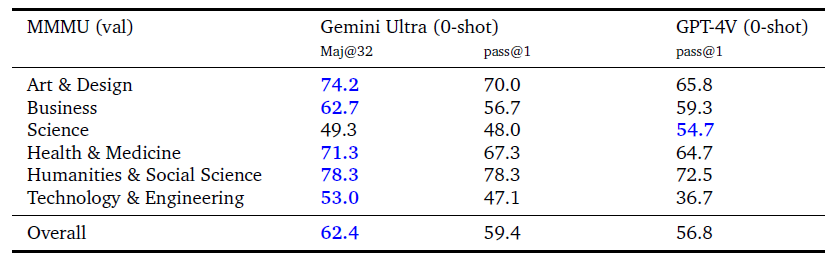 MMMU (val) Gemini Ultra (0-shot) GPT-4V (0-shot)
Maj@32 pass@1 pass@1
Art & Design 74.2 70.0 65.8
Business 62.7 56.7 59.3
Science 49.3 48.0 54.7
Health & Medicine 71.3 67.3 64.7
Humanities & Social Science 78.3 78.3 72.5
Technology & Engineering 53.0 47.1 36.7
Overall 62.4 59.4 56.8